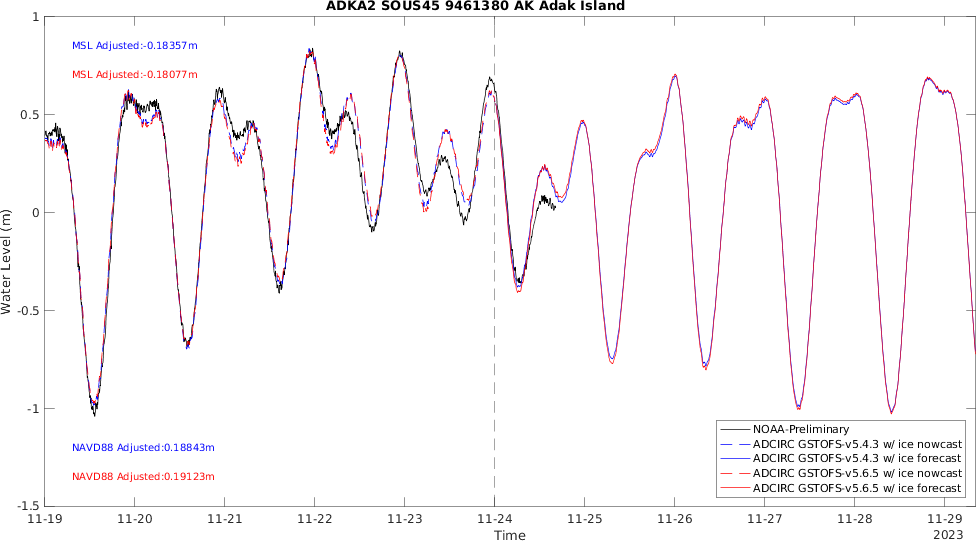 ADKA2 SOUS45 9461380 AK Adak Island
1
0.5
0
-0.5
-1
-1.5
Water Level (m)
MSL Adjusted:-0.18357m
MSL Adjusted:-0.18077m
NAVD88 Adjusted:0.18843m
NAVD88 Adjusted:0.19123m
NOAA-Preliminary
ADCIRC GSTOFS-v5.4.3 w/ ice nowcast
ADCIRC GSTOFS-v5.4.3 w/ ice forecast
ADCIRC GSTOFS-v5.6.5 w/ ice nowcast
ADCIRC GSTOFS-v5.6.5 w/ ice forecast
11-19 11-20 11-21 11-22 11-23 11-24 11-25 11-26 11-27 11-28 11-29
2023
Time